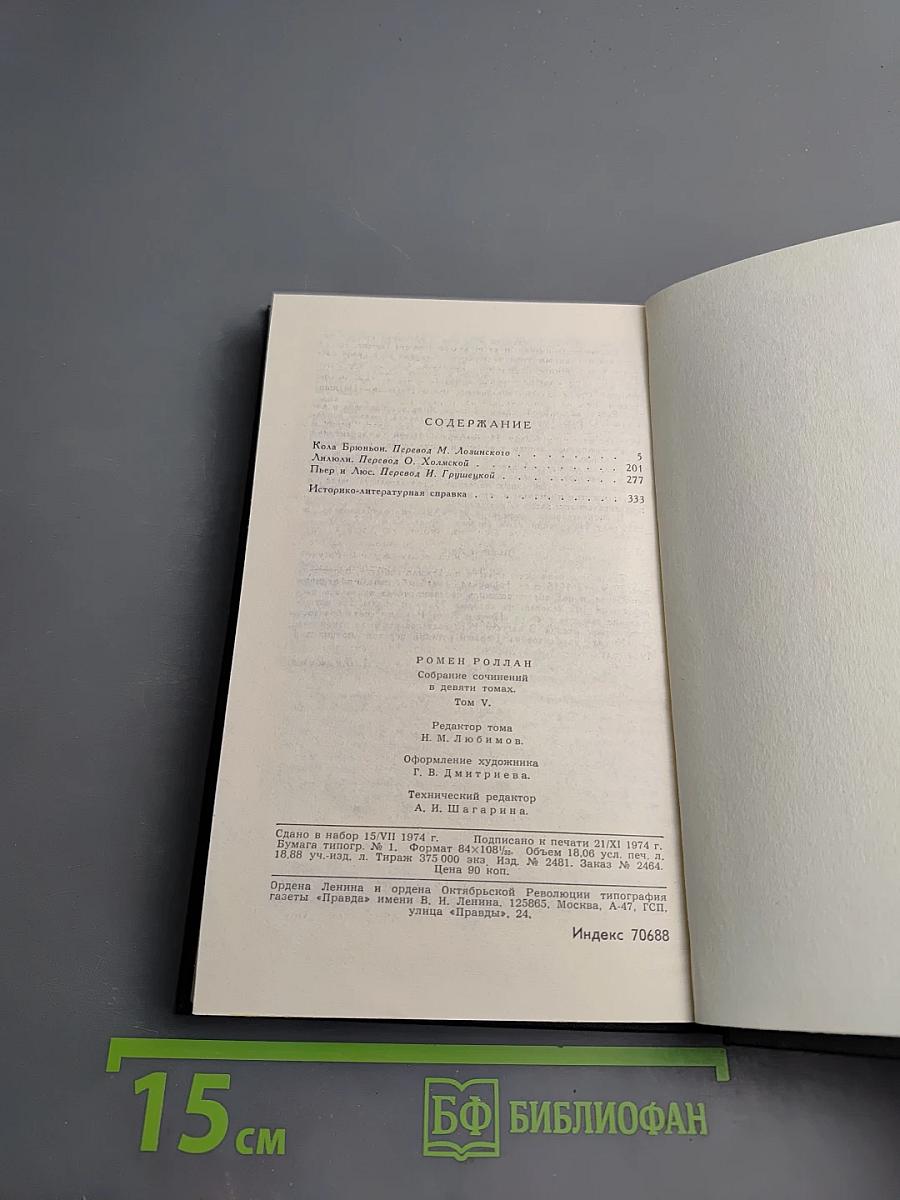 СОДЕРЖАНИЕ
Кола Брюньон. Перевод М. Лозинского . . . . . . . 5
Лилюли. Перевод О. Холмской . . . . . . . . . . 201
Пьер и Люс. Перевод И. Грушецкой . . . . . . . . 277
Историко-литературная справка . . . . . . . . . . 333
РОМЕН РОЛЛАН
Собрание сочинений
в девяти томах.
Том V.
Редактор тома
Н. М. Любимов.
Оформление художника
Г. В. Дмитриева.
Технический редактор
А. И. Шагарина.
Сдано в набор 15/VII 1974 г. Подписано к печати 21/XI 1974 г.
Бумага типогр. № 1. Формат 84×108¹/₃₂. Объем 18,06 усл. печ. л.
18,88 уч.-изд. л. Тираж 375 000 экз. Изд. № 2481. Заказ № 2464.
Цена 90 коп.
Ордена Ленина и ордена Октябрьской Революции типография
газеты «Правда» имени В. И. Ленина. 125865, Москва, А-47, ГСП,
улица «Правды», 24.
Индекс 70688
15 см
БФ БИБЛИОФАН